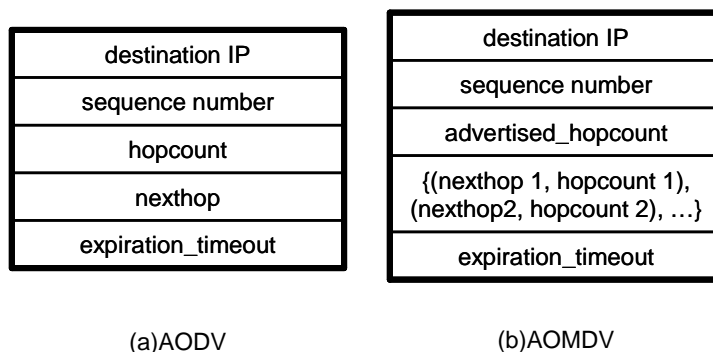 destination IP
sequence number
hopcount
nexthop
expiration_timeout
(a)AODV
destination IP
sequence number
advertised_hopcount
{(nexthop 1, hopcount 1),
(nexthop2, hopcount 2), …}
expiration_timeout
(b)AOMDV